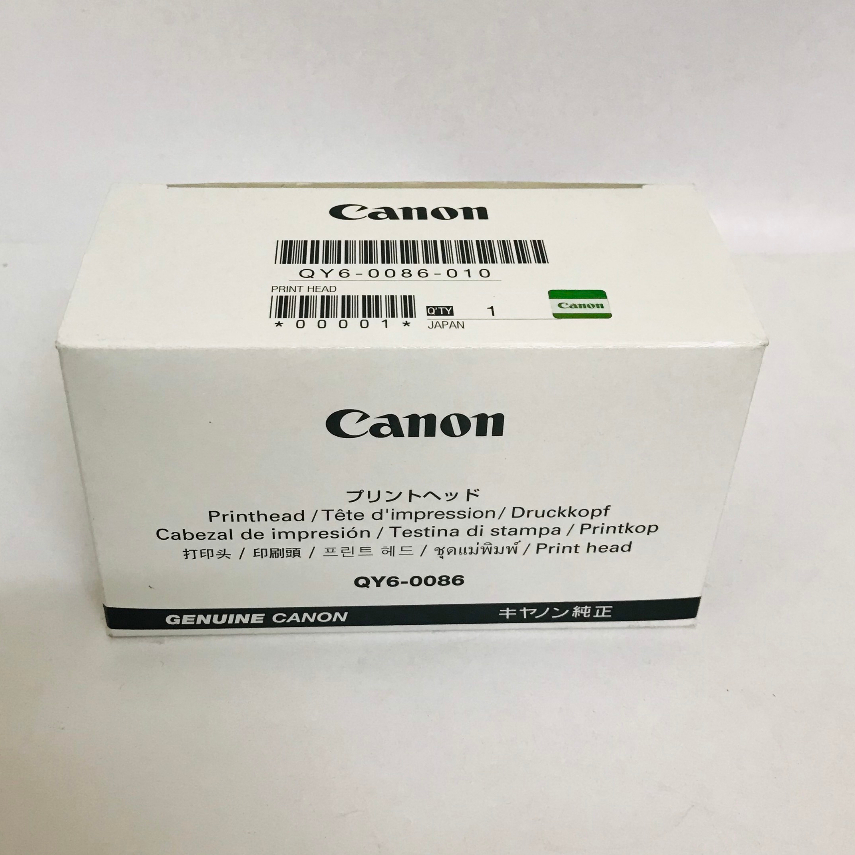 Canon
QY6-0086-010
PRINT HEAD
Q'TY 1
*00001* JAPAN
Canon
Canon
プリントヘッド
Printhead / Tête d'impression / Druckkopf
Cabezal de impresión / Testina di stampa / Printkop
打印头 / 印刷頭 / 프린트 헤드 / ชุดแม่พิมพ์ / Print head
QY6-0086
GENUINE CANON キヤノン純正